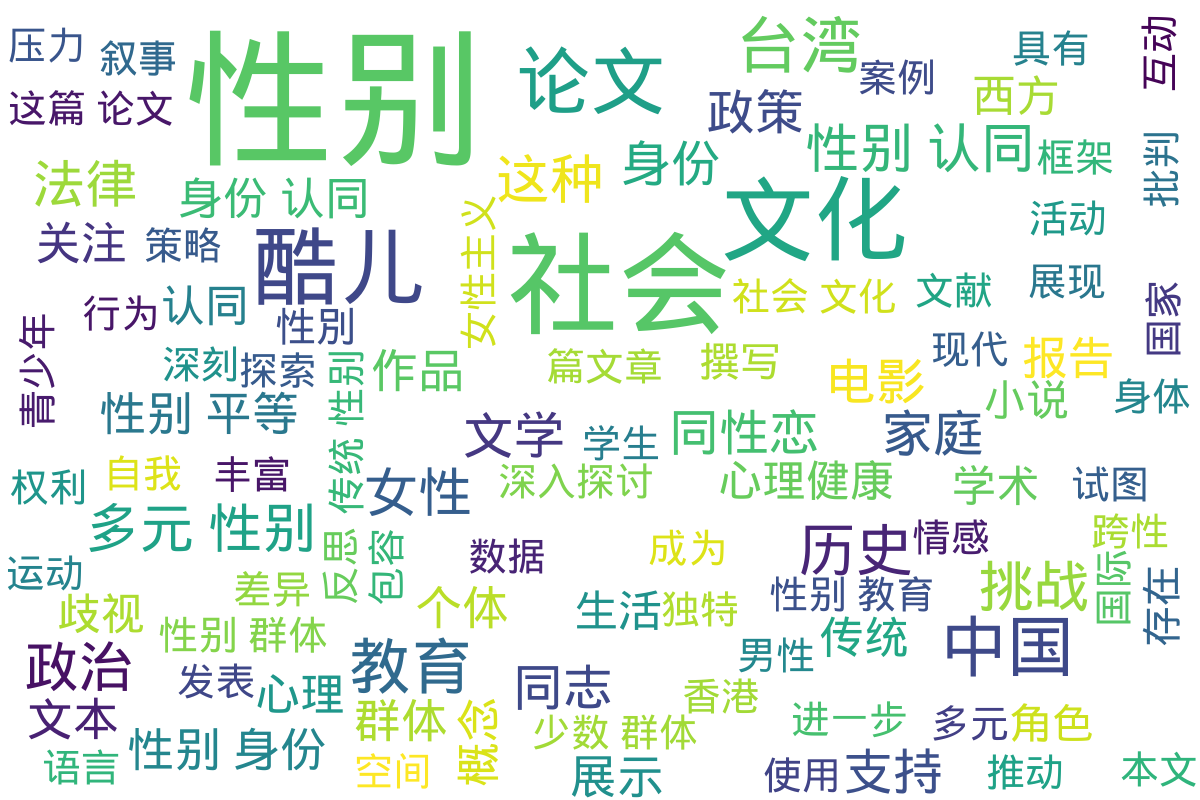 压力
叙事
性别
论文
台湾
具有
互动
案例
西方
这篇 论文
政策
性别 认同
框架
批判
法律
身份 认同
这种
身份
文化
活动
关注
策略
酷儿
女性主义
社会
社会 文化
文献
展现
国家
行为
认同
性別
青少年
深刻
探索
传统 性别
作品
篇文章
撰写
电影
现代
报告
小说
身体
性别 平等
文学
学生
同性恋
家庭
权利
自我
丰富
女性
深入探讨
心理健康
学术
试图
多元 性别
反思
包容
数据
成为
历史
情感
跨性
国际
存在
运动
差异
歧视
性别 群体
个体
生活
独特
性别 教育
挑战
政治
发表
心理
教育
同志
男性
传统
中国
香港
文本
性别 身份
群体
概念
少数 群体
进一步
多元
角色
语言
空间
展示
使用
支持
推动
本文